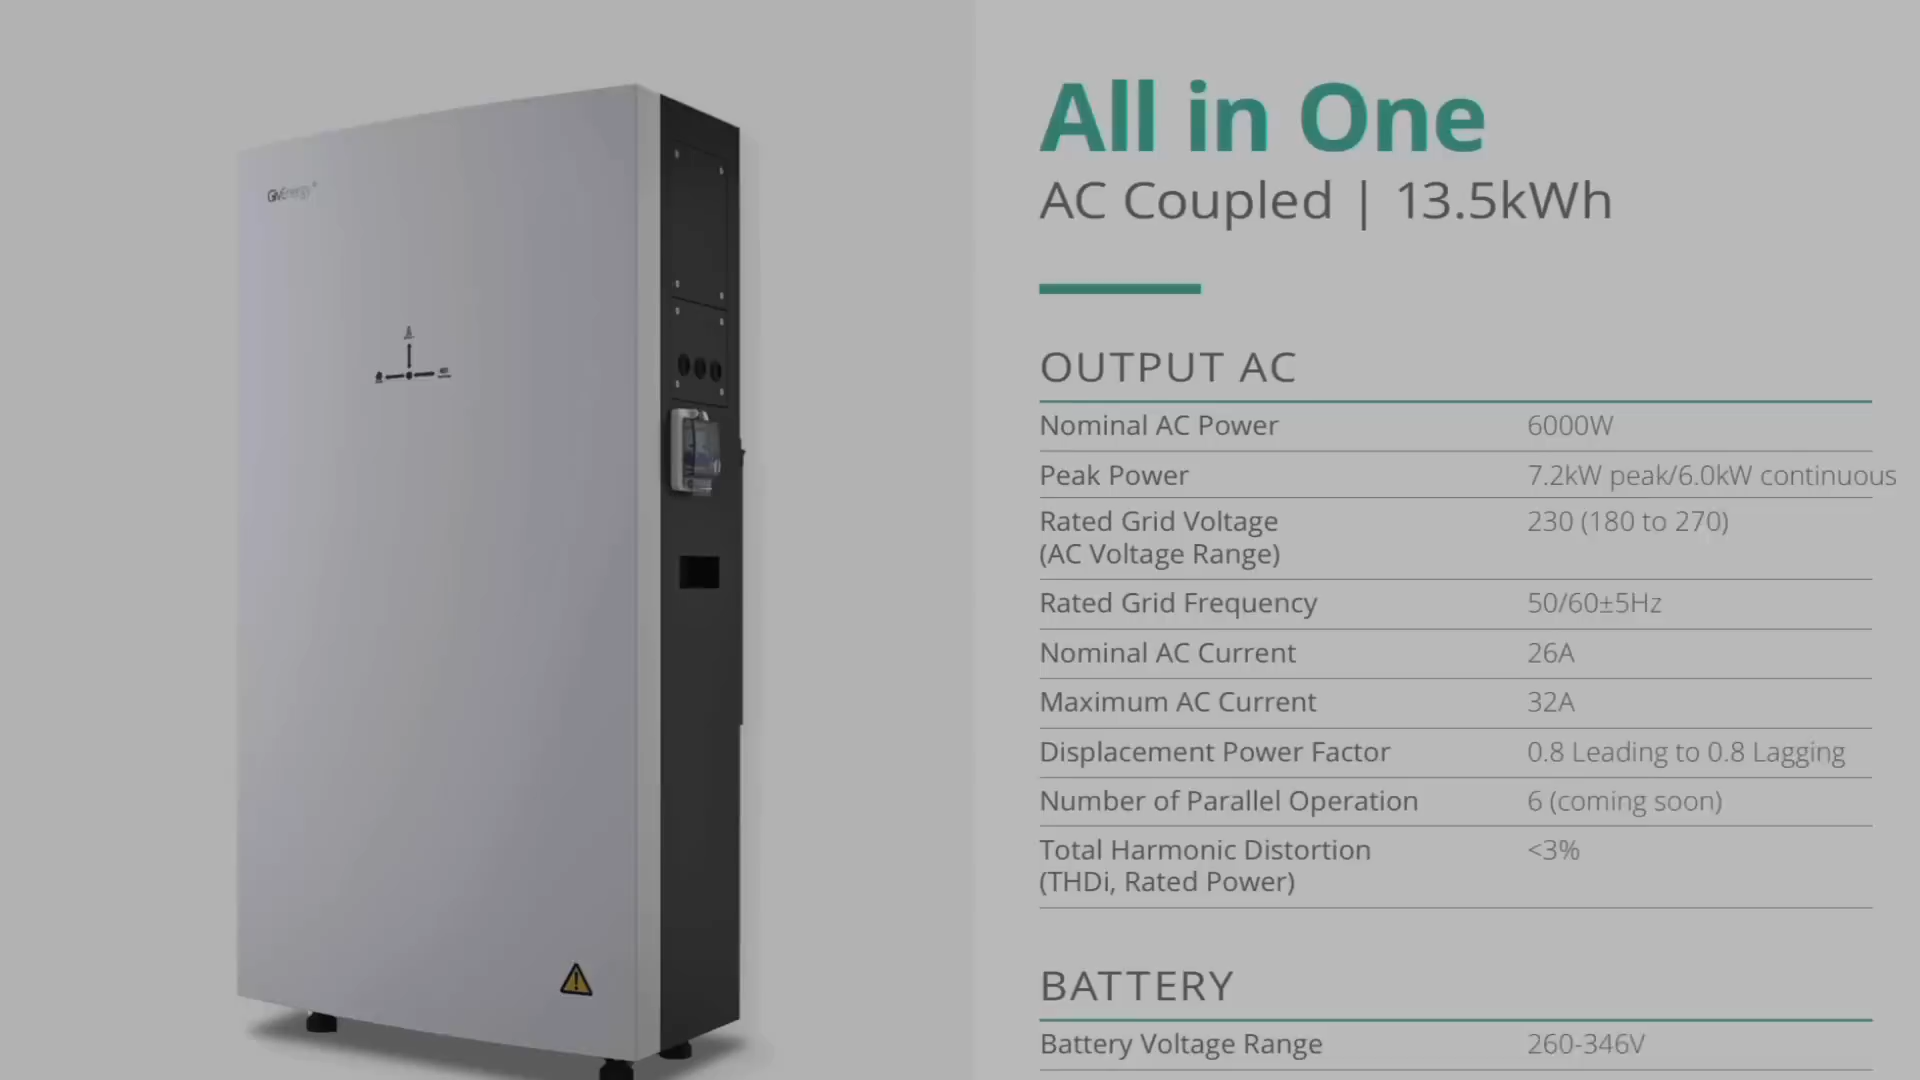 GivEnergy
All in One
AC Coupled | 13.5kWh
OUTPUT AC
Nominal AC Power 6000W
Peak Power 7.2kW peak/6.0kW continuous
Rated Grid Voltage 230 (180 to 270)
(AC Voltage Range)
Rated Grid Frequency 50/60±5Hz
Nominal AC Current 26A
Maximum AC Current 32A
Displacement Power Factor 0.8 Leading to 0.8 Lagging
Number of Parallel Operation 6 (coming soon)
Total Harmonic Distortion <3%
(THDi, Rated Power)
BATTERY
Battery Voltage Range 260-346V